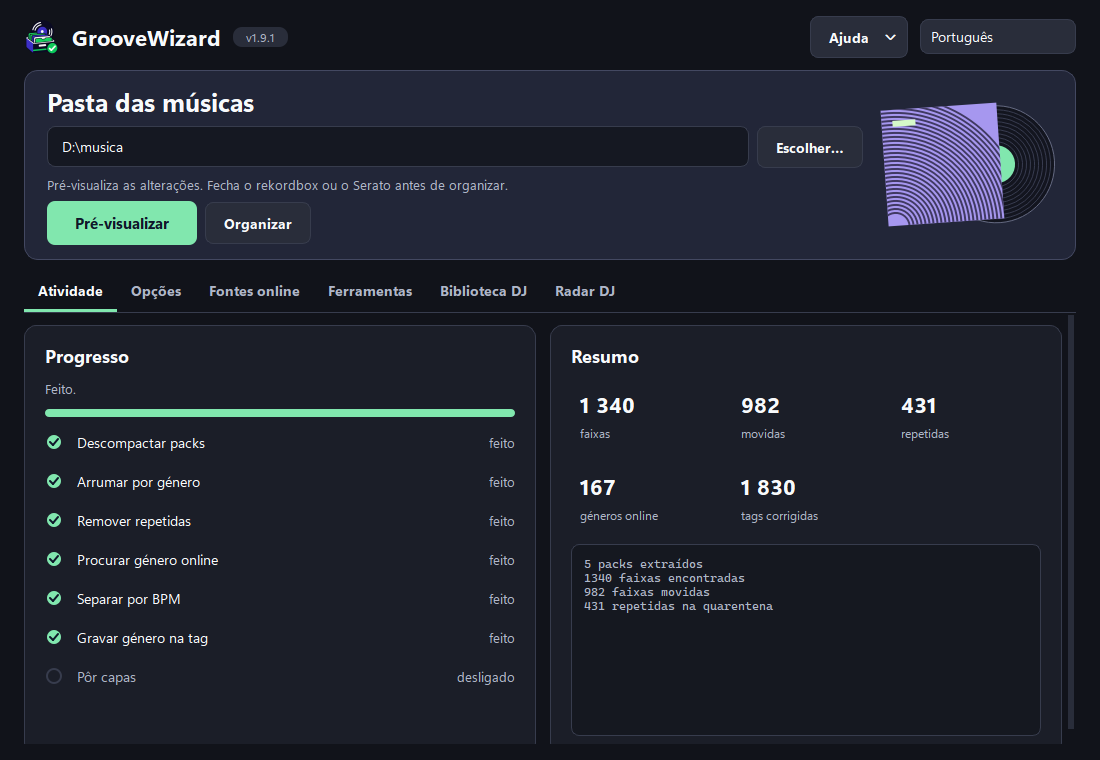 GrooveWizard v1.9.1 Ajuda Português
Pasta das músicas
D:\musica Escolher...
Pré-visualiza as alterações. Fecha o rekordbox ou o Serato antes de organizar.
Pré-visualizar Organizar
Atividade Opções Fontes online Ferramentas Biblioteca DJ Radar DJ
Progresso
Feito.
Descompactar packs feito
Arrumar por género feito
Remover repetidas feito
Procurar género online feito
Separar por BPM feito
Gravar género na tag feito
Pôr capas desligado
Resumo
1 340 982 431
faixas movidas repetidas
167 1 830
géneros online tags corrigidas
5 packs extraídos
1340 faixas encontradas
982 faixas movidas
431 repetidas na quarentena